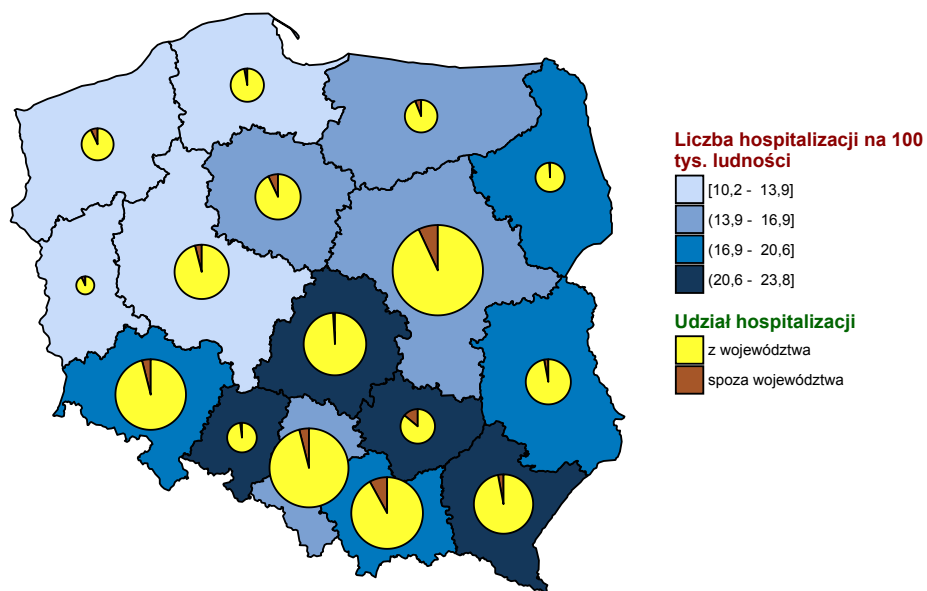 Liczba hospitalizacji na 100
tys. ludności
[10,2 - 13,9]
(13,9 - 16,9]
(16,9 - 20,6]
(20,6 - 23,8]
Udział hospitalizacji
z województwa
spoza województwa